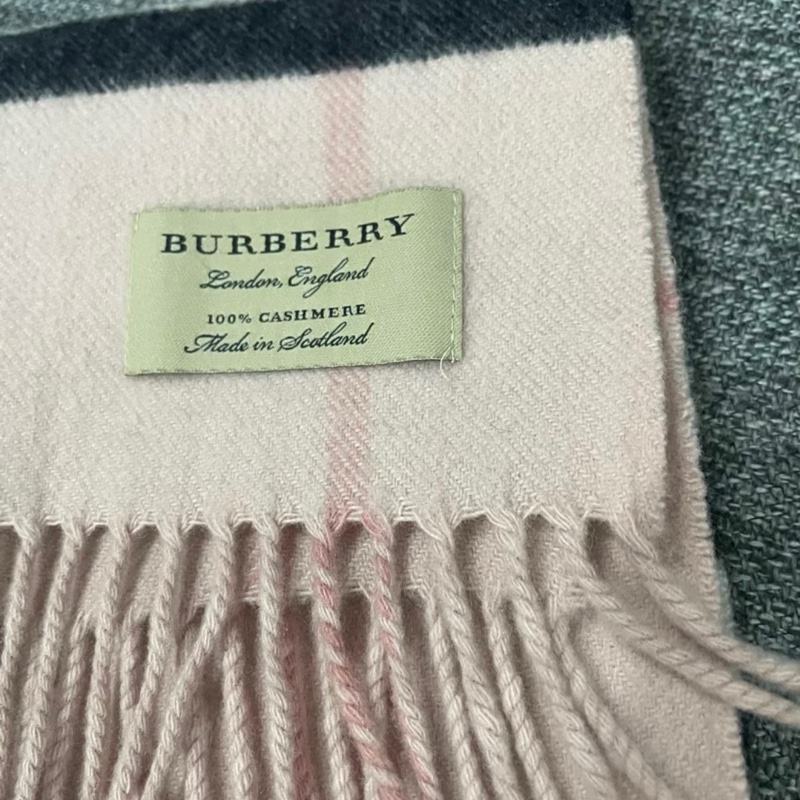 BURBERRY
London, England
100% CASHMERE
Made in Scotland